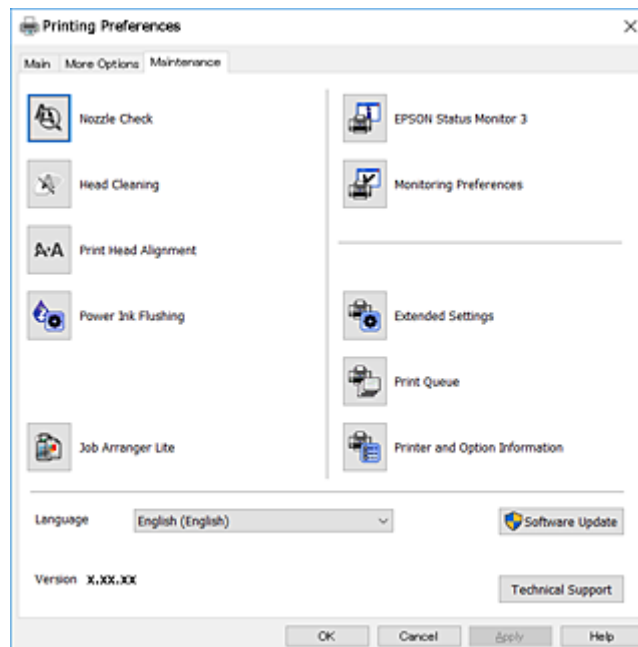 Printing Preferences
Main More Options Maintenance
Nozzle Check
EPSON Status Monitor 3
Head Cleaning
Monitoring Preferences
A·A Print Head Alignment
Power Ink Flushing
Extended Settings
Print Queue
Job Arranger Lite
Printer and Option Information
Language English (English) Software Update
Version X.XX.XX
Technical Support
OK Cancel Apply Help